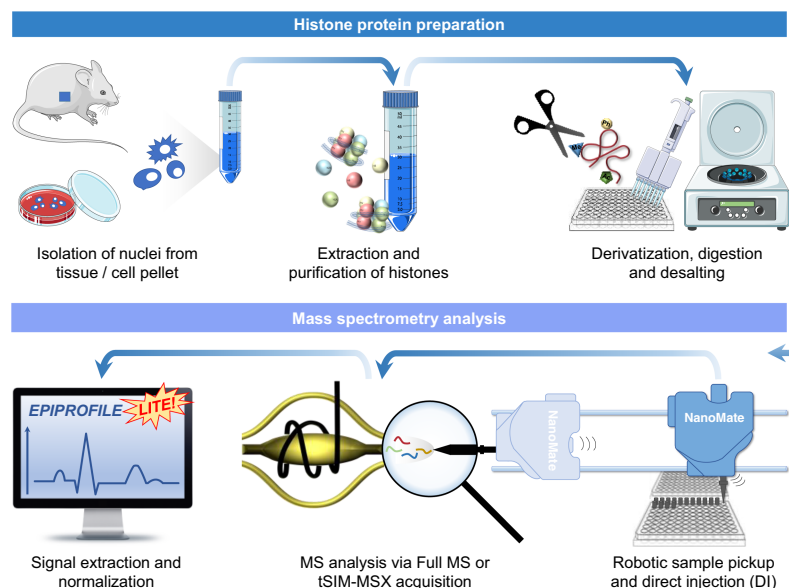 Histone protein preparation
Isolation of nuclei from
tissue / cell pellet
Extraction and
purification of histones
Derivatization, digestion
and desalting
Mass spectrometry analysis
EPIPROFILE
LITE!
NanoMate
NanoMate
Signal extraction and
normalization
MS analysis via Full MS or
tSIM-MSX acquisition
Robotic sample pickup
and direct injection (DI)